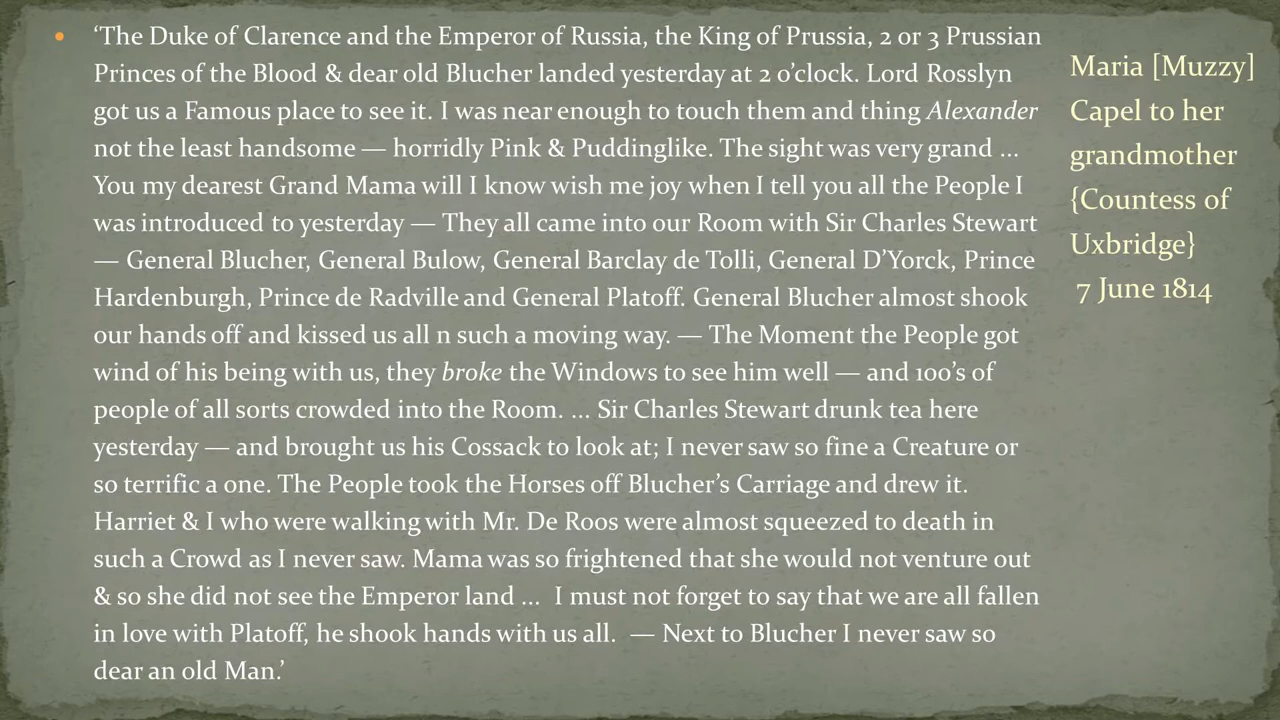 ‘The Duke of Clarence and the Emperor of Russia, the King of Prussia, 2 or 3 Prussian
Princes of the Blood & dear old Blucher landed yesterday at 2 o’clock. Lord Rosslyn
got us a Famous place to see it. I was near enough to touch them and thing Alexander
not the least handsome — horridly Pink & Puddinglike. The sight was very grand ...
You my dearest Grand Mama will I know wish me joy when I tell you all the People I
was introduced to yesterday — They all came into our Room with Sir Charles Stewart
— General Blucher, General Bulow, General Barclay de Tolli, General D’Yorck, Prince
Hardenburgh, Prince de Radville and General Platoff. General Blucher almost shook
our hands off and kissed us all n such a moving way. — The Moment the People got
wind of his being with us, they broke the Windows to see him well — and 100’s of
people of all sorts crowded into the Room. ... Sir Charles Stewart drunk tea here
yesterday — and brought us his Cossack to look at; I never saw so fine a Creature or
so terrific a one. The People took the Horses off Blucher’s Carriage and drew it.
Harriet & I who were walking with Mr. De Roos were almost squeezed to death in
such a Crowd as I never saw. Mama was so frightened that she would not venture out
& so she did not see the Emperor land ... I must not forget to say that we are all fallen
in love with Platoff, he shook hands with us all. — Next to Blucher I never saw so
dear an old Man.’
Maria [Muzzy]
Capel to her
grandmother
{Countess of
Uxbridge}
7 June 1814